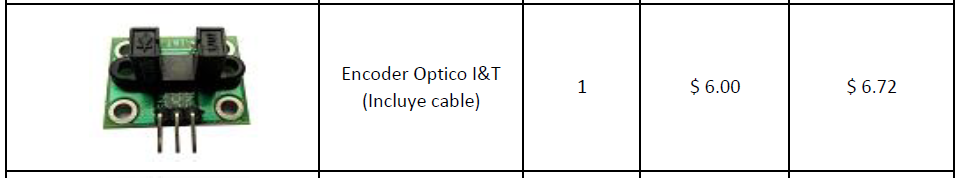 Encoder Optico I&T
(Incluye cable)
1
$ 6.00
$ 6.72